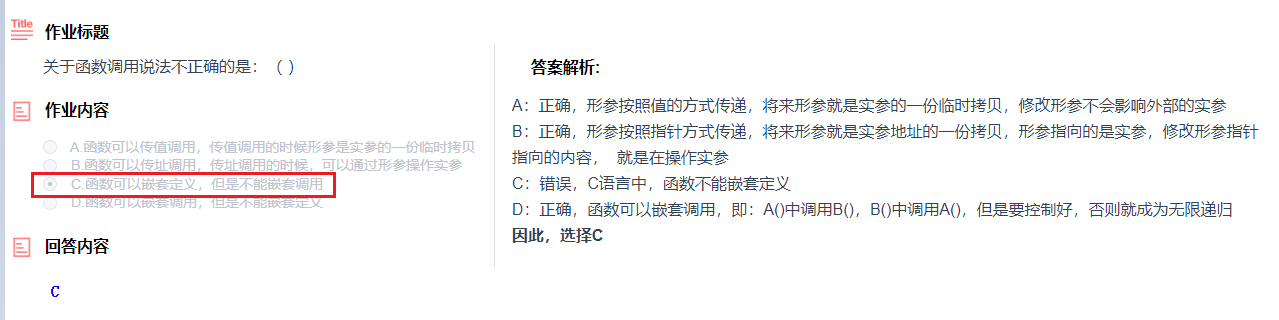 Title
作业标题
关于函数调用说法不正确的是：（ ）
作业内容
A.函数可以传值调用，传值调用的时候形参是实参的一份临时拷贝
B.函数可以传址调用，传址调用的时候，可以通过形参操作实参
C.函数可以嵌套定义，但是不能嵌套调用
D.函数可以嵌套调用，但是不能嵌套定义
回答内容
C
答案解析:
A：正确，形参按照值的方式传递，将来形参就是实参的一份临时拷贝，修改形参不会影响外部的实参
B：正确，形参按照指针方式传递，将来形参就是实参地址的一份拷贝，形参指向的是实参，修改形参指针
指向的内容， 就是在操作实参
C：错误，C语言中，函数不能嵌套定义
D：正确，函数可以嵌套调用，即：A()中调用B()，B()中调用A()，但是要控制好，否则就成为无限递归
因此，选择C